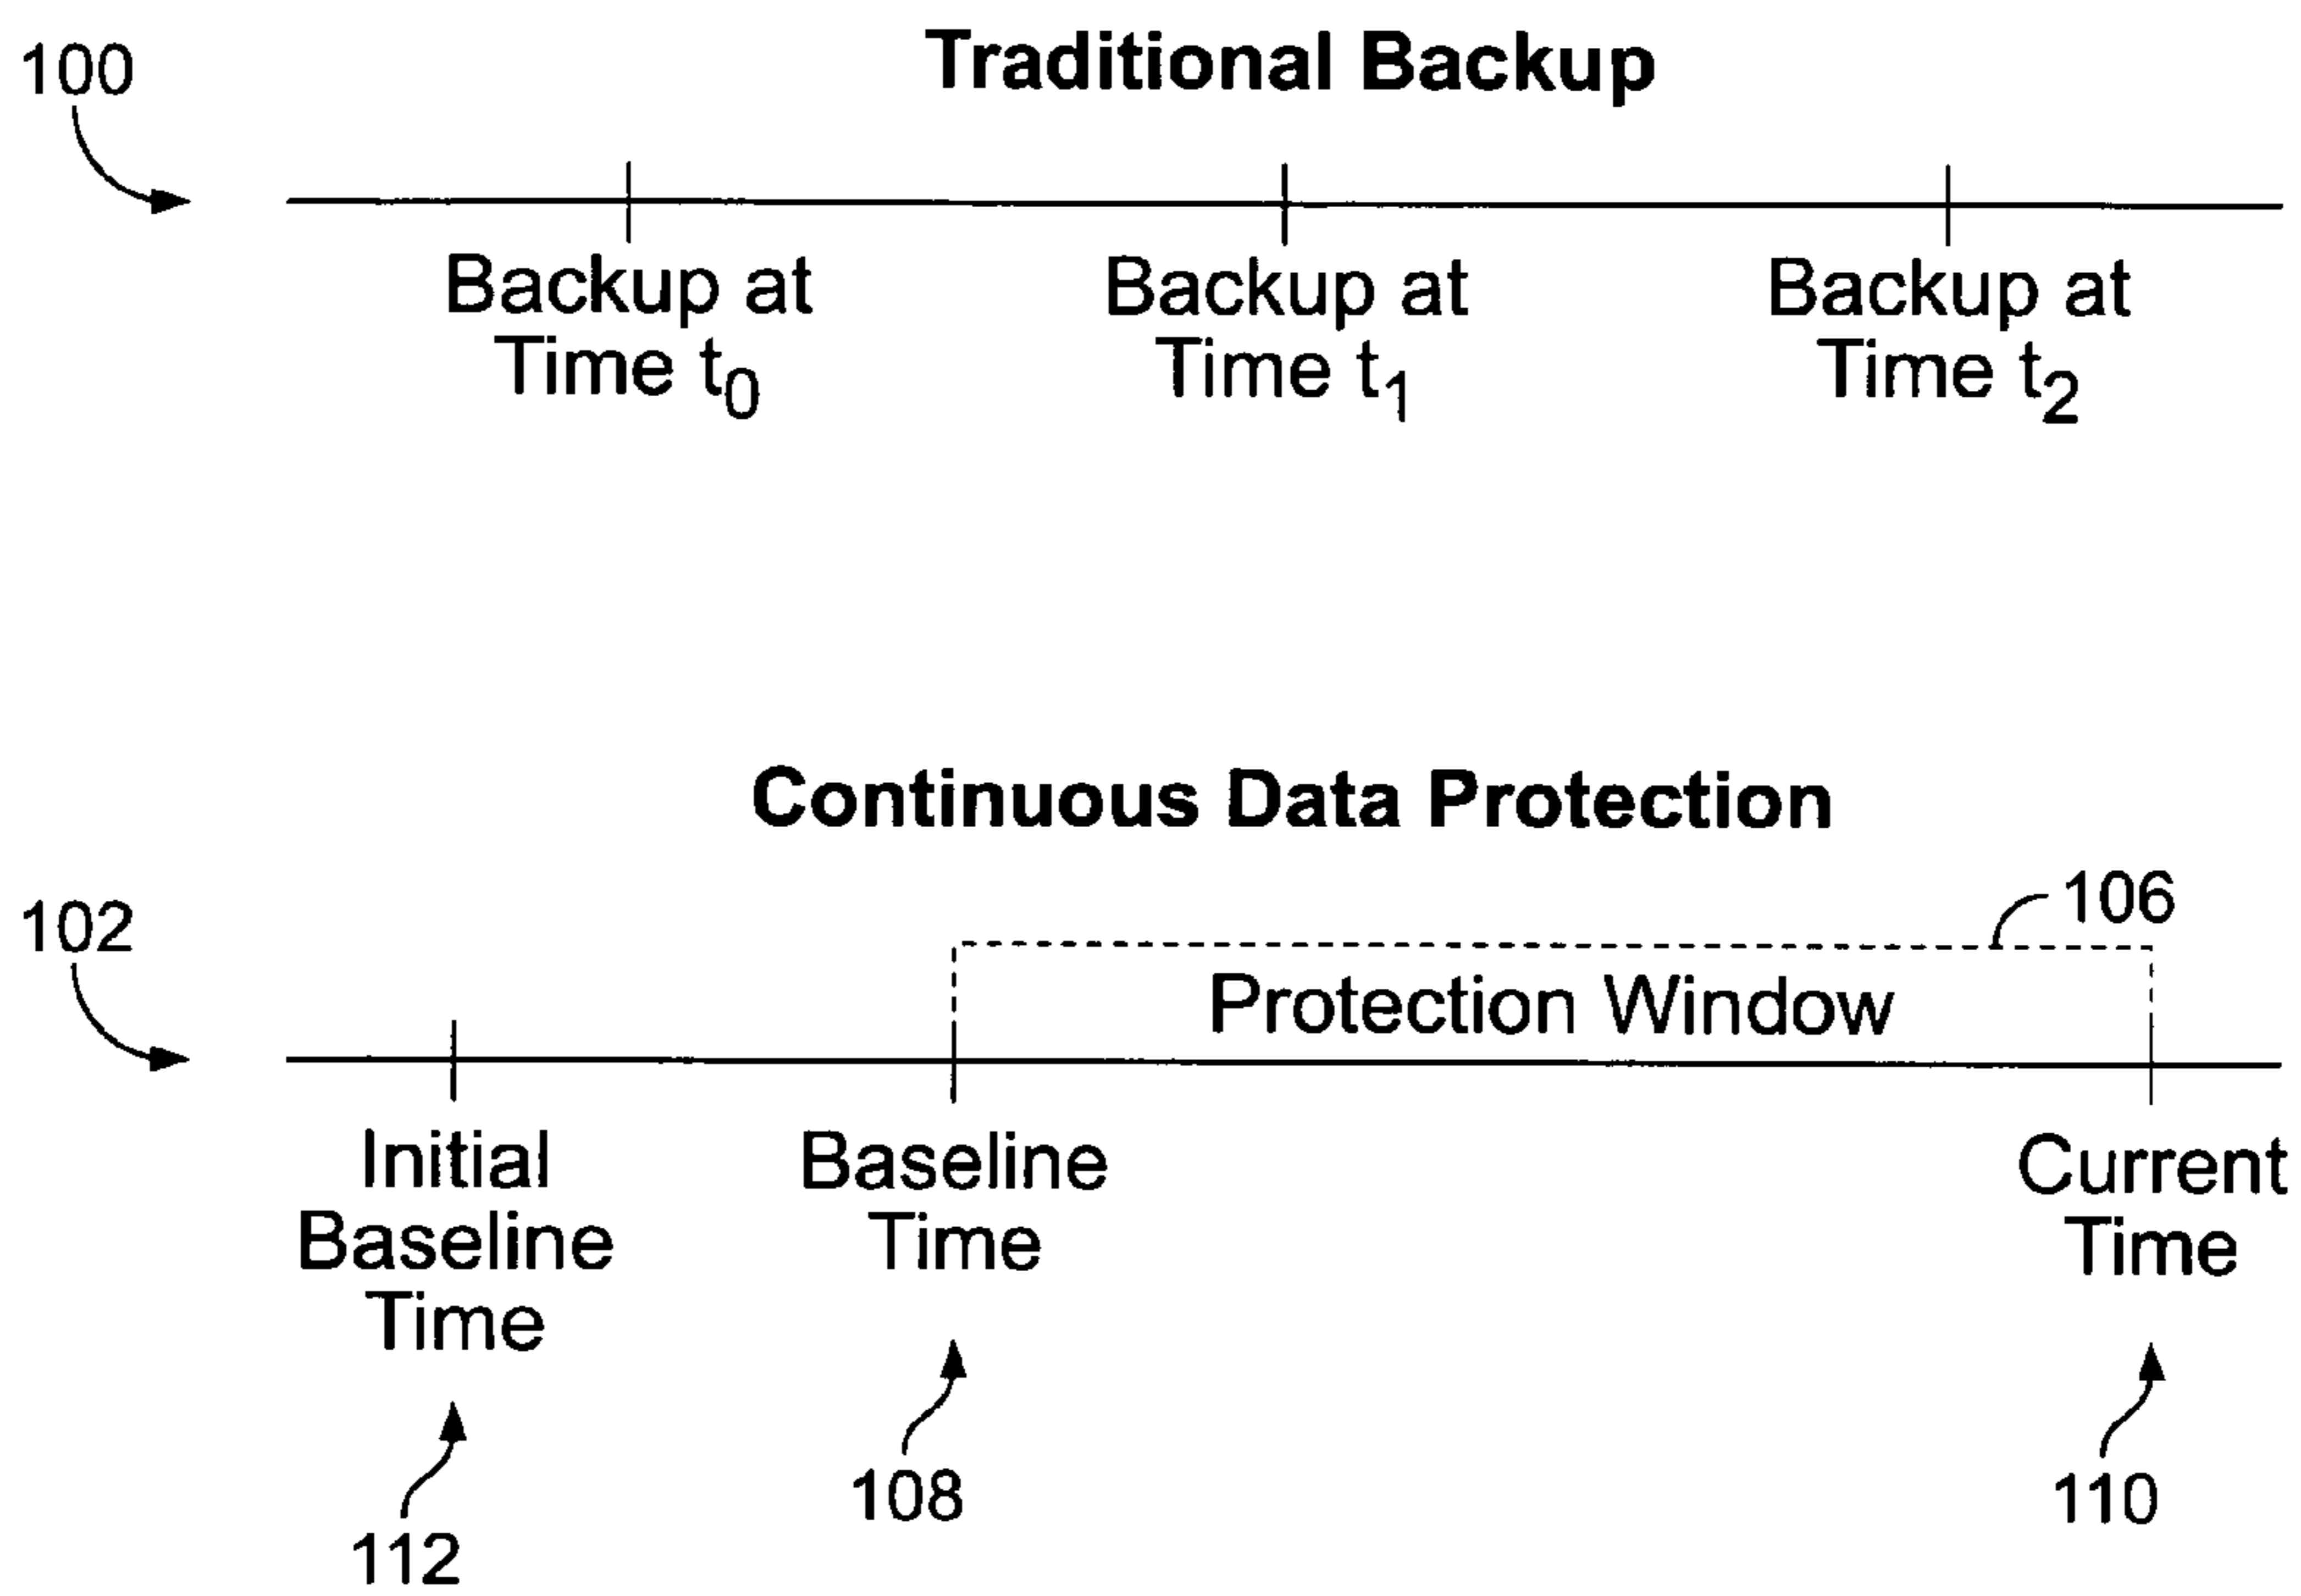 Traditional Backup
100
Backup at
Time t0
Backup at
Time t1
Backup at
Time t2
Continuous Data Protection
102
106
Protection Window
Initial
Baseline
Time
Baseline
Time
Current
Time
112
108
110